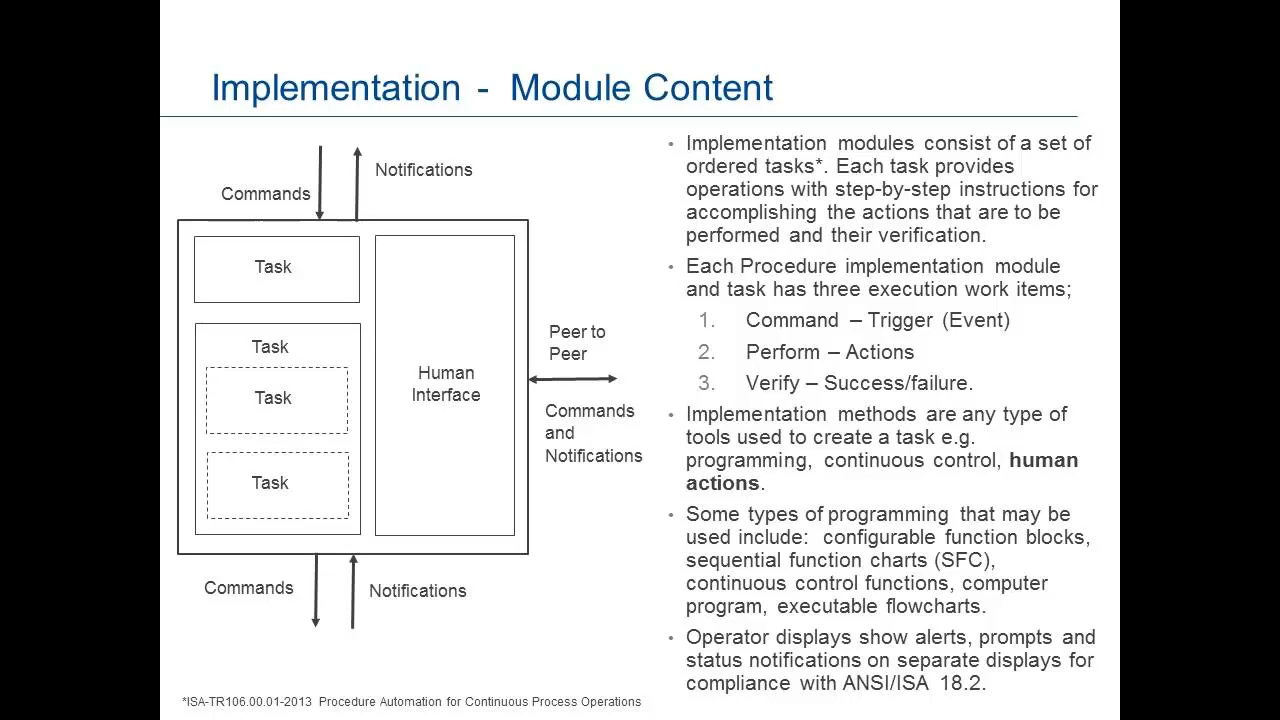 Implementation - Module Content
Commands
Notifications
Task
Task
Task
Task
Human
Interface
Peer to
Peer
Commands
and
Notifications
Commands
Notifications
*ISA-TR106.00.01-2013 Procedure Automation for Continuous Process Operations
• Implementation modules consist of a set of
ordered tasks*. Each task provides
operations with step-by-step instructions for
accomplishing the actions that are to be
performed and their verification.
• Each Procedure implementation module
and task has three execution work items;
1. Command – Trigger (Event)
2. Perform – Actions
3. Verify – Success/failure.
• Implementation methods are any type of
tools used to create a task e.g.
programming, continuous control, human
actions.
• Some types of programming that may be
used include: configurable function blocks,
sequential function charts (SFC),
continuous control functions, computer
program, executable flowcharts.
• Operator displays show alerts, prompts and
status notifications on separate displays for
compliance with ANSI/ISA 18.2.